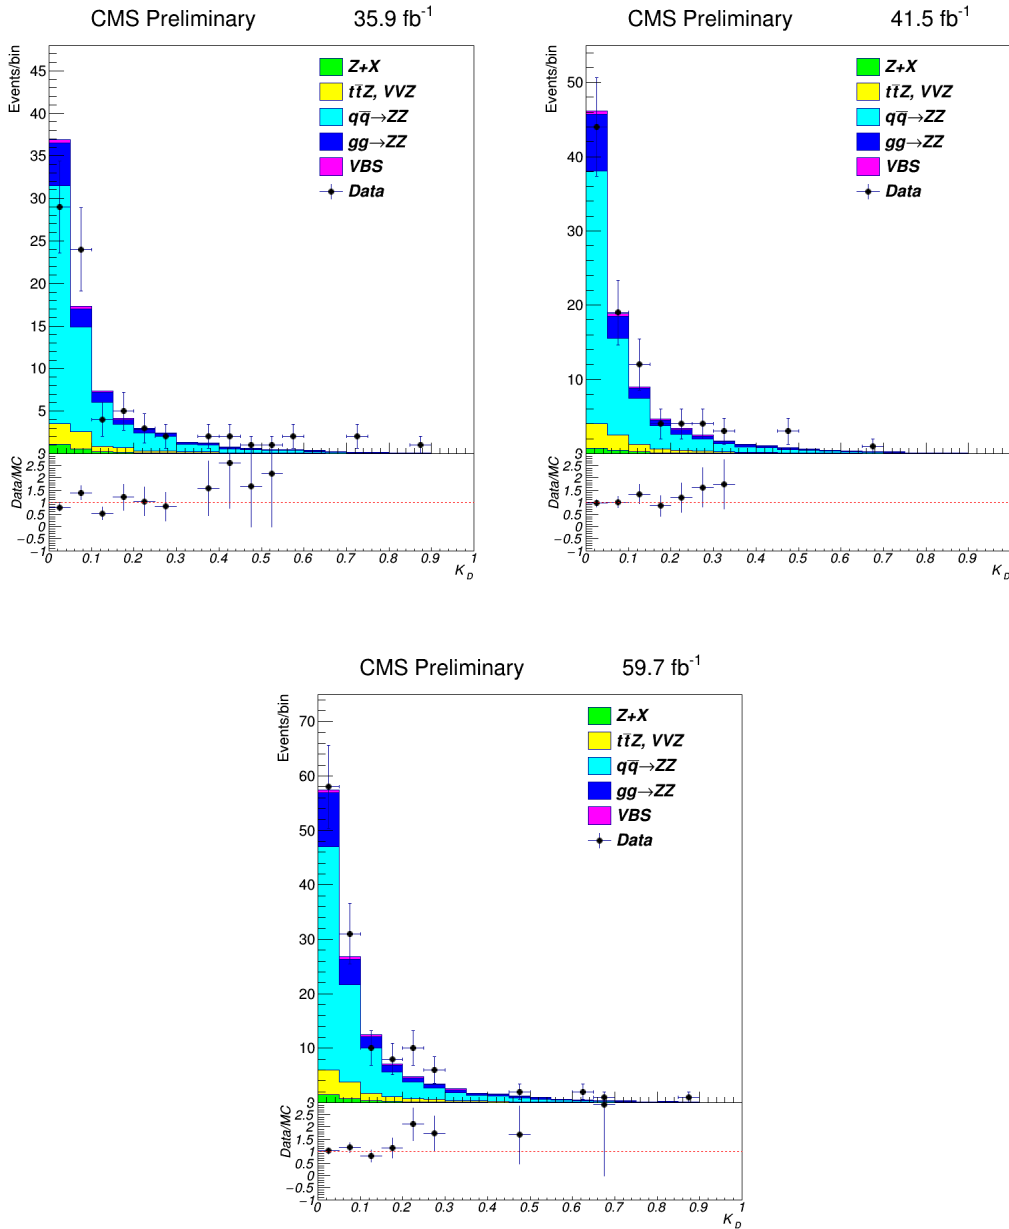 CMS Preliminary 35.9 fb-1
Events/bin
45
40
35
30
25
20
15
10
5
Z+X
tt̅Z, VVZ
qq̅→ZZ
gg→ZZ
VBS
Data
Data/MC
3
2.5
2
1.5
1
0.5
0
−0.5
−1
0 0.1 0.2 0.3 0.4 0.5 0.6 0.7 0.8 0.9 1
K_D
CMS Preliminary 41.5 fb-1
Events/bin
50
40
30
20
10
Z+X
tt̅Z, VVZ
qq̅→ZZ
gg→ZZ
VBS
Data
Data/MC
3
2.5
2
1.5
1
0.5
0
−0.5
−1
0 0.1 0.2 0.3 0.4 0.5 0.6 0.7 0.8 0.9
K_D
CMS Preliminary 59.7 fb-1
Events/bin
70
60
50
40
30
20
10
Z+X
tt̅Z, VVZ
qq̅→ZZ
gg→ZZ
VBS
Data
Data/MC
3
2.5
2
1.5
1
0.5
0
−0.5
−1
0 0.1 0.2 0.3 0.4 0.5 0.6 0.7 0.8 0.9 1
K_D